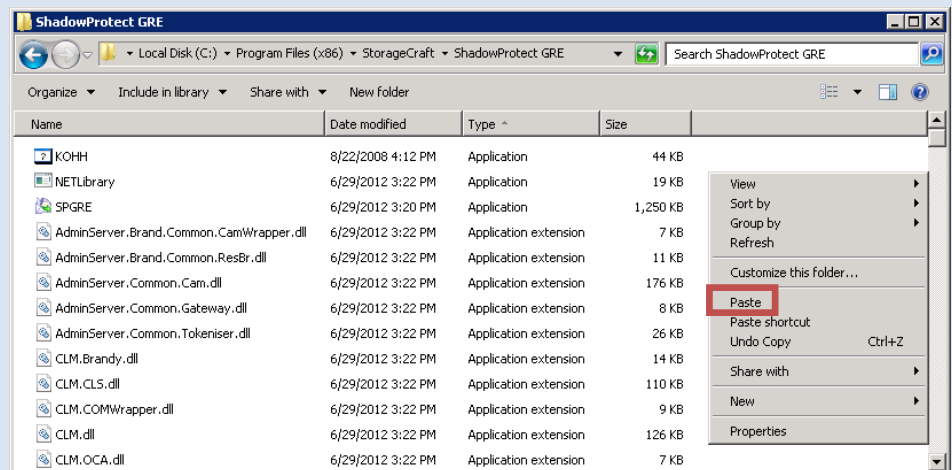 ShadowProtect GRE
Local Disk (C:) Program Files (x86) StorageCraft ShadowProtect GRE Search ShadowProtect GRE
Organize Include in library Share with New folder
Name Date modified Type Size
KOHH 8/22/2008 4:12 PM Application 44 KB
NETLibrary 6/29/2012 3:22 PM Application 19 KB
SPGRE 6/29/2012 3:20 PM Application 1,250 KB
AdminServer.Brand.Common.CamWrapper.dll 6/29/2012 3:22 PM Application extension 7 KB
AdminServer.Brand.Common.ResBr.dll 6/29/2012 3:22 PM Application extension 11 KB
AdminServer.Common.Cam.dll 6/29/2012 3:22 PM Application extension 176 KB
AdminServer.Common.Gateway.dll 6/29/2012 3:22 PM Application extension 8 KB
AdminServer.Common.Tokeniser.dll 6/29/2012 3:22 PM Application extension 26 KB
CLM.Brandy.dll 6/29/2012 3:22 PM Application extension 14 KB
CLM.CLS.dll 6/29/2012 3:22 PM Application extension 110 KB
CLM.COMWrapper.dll 6/29/2012 3:22 PM Application extension 9 KB
CLM.dll 6/29/2012 3:22 PM Application extension 126 KB
CLM.OCA.dll 6/29/2012 3:22 PM Application extension 7 KB
View
Sort by
Group by
Refresh
Customize this folder...
Paste
Paste shortcut
Undo Copy Ctrl+Z
Share with
New
Properties